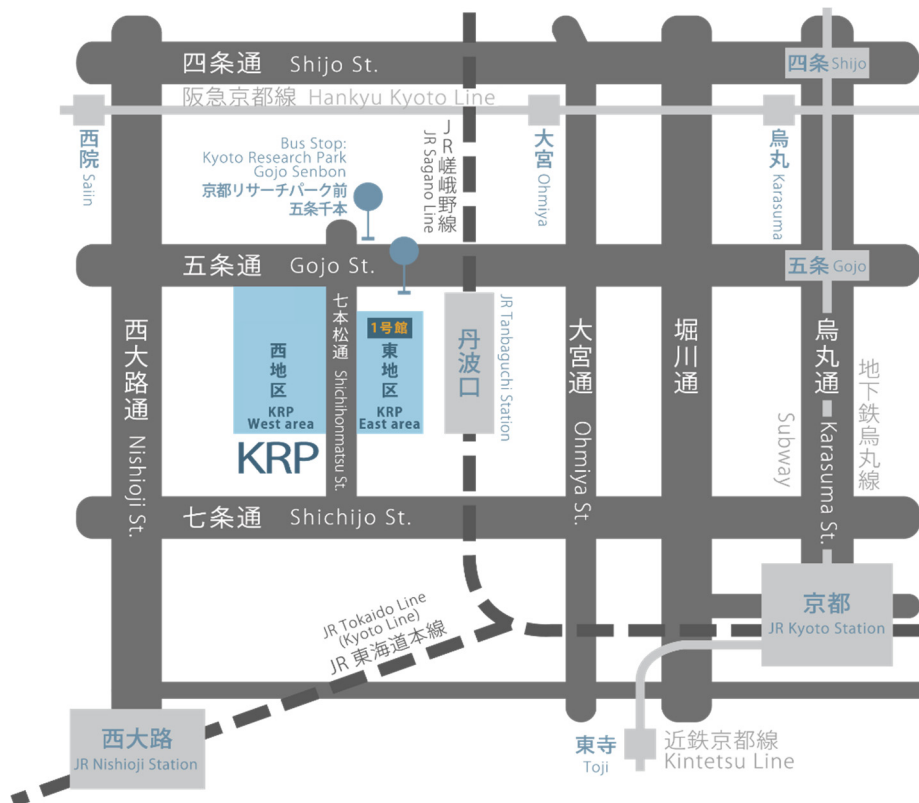 四条通 Shijo St.
四条 Shijo
阪急京都線 Hankyu Kyoto Line
西院 Saiin
大宮 Ohmiya
烏丸 Karasuma
Bus Stop:
Kyoto Research Park
Gojo Senbon
京都リサーチパーク前
五条千本
JR嵯峨野線
JR Sagano Line
五条通 Gojo St.
五条 Gojo
西大路通 Nishioji St.
西地区
KRP
West area
七本松通 Shichihonmatsu St.
1号館
東地区
KRP
East area
丹波口
JR Tanbaguchi Station
大宮通 Ohmiya St.
堀川通
烏丸通 Karasuma St.
地下鉄烏丸線
Subway
KRP
七条通 Shichijo St.
JR Tokaido Line
(Kyoto Line)
JR 東海道本線
京都
JR Kyoto Station
西大路
JR Nishioji Station
東寺
Toji
近鉄京都線
Kintetsu Line